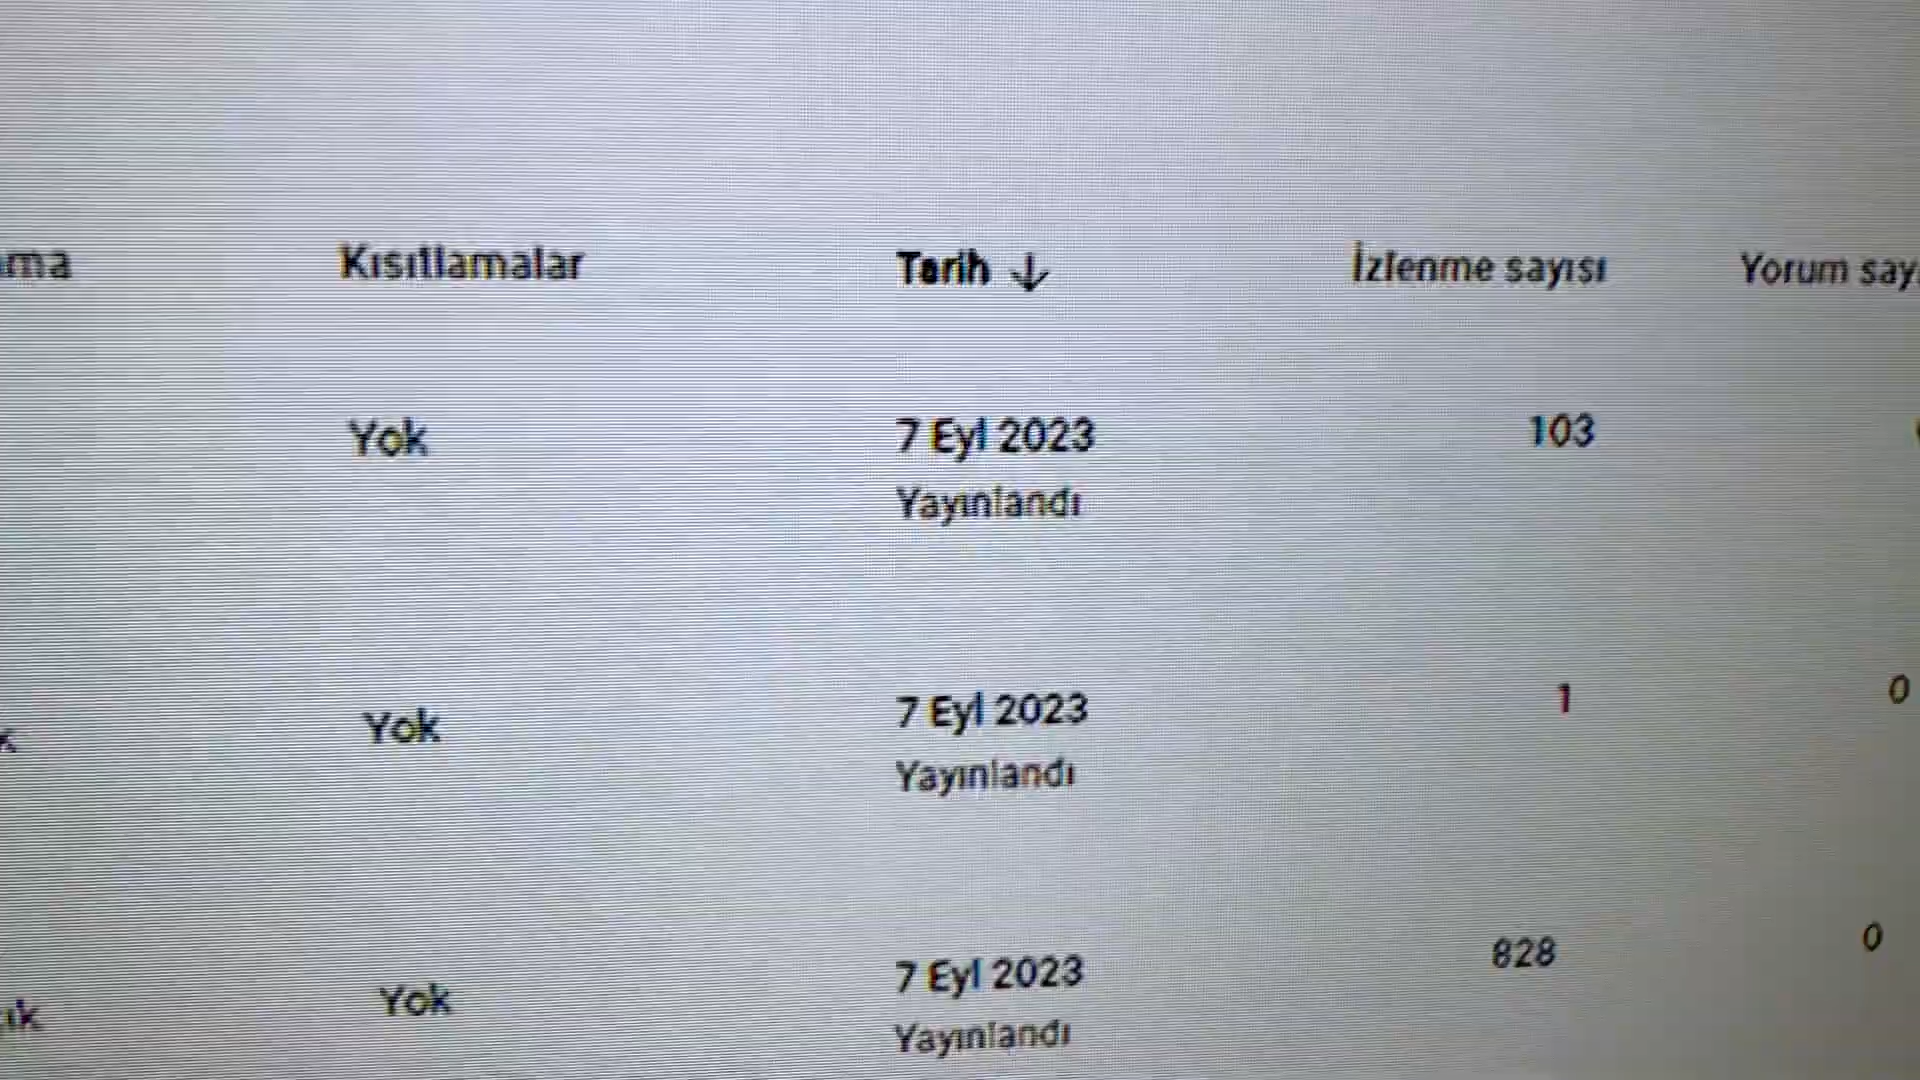 Kısıtlamalar Tarih ↓ İzlenme sayısı Yorum
Yok 7 Eyl 2023 103
Yayınlandı
Yok 7 Eyl 2023 1 0
Yayınlandı
Yok 7 Eyl 2023 828 0
Yayınlandı